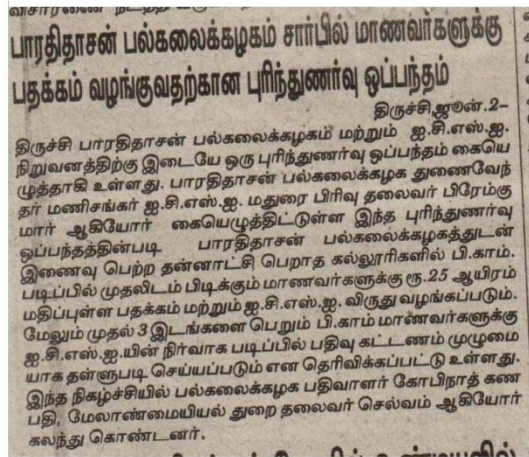 பாரதிதாசன் பல்கலைக்கழகம் சார்பில் மாணவர்களுக்கு
பதக்கம் வழங்குவதற்கான புரிந்துணர்வு ஒப்பந்தம்
திருச்சி,ஜூன்.2–
திருச்சி பாரதிதாசன் பல்கலைக்கழகம் மற்றும் ஐ.சி.எஸ்.ஐ.
நிறுவனத்திற்கு இடையே ஒரு புரிந்துணர்வு ஒப்பந்தம் கையெ
ழுத்தாகி உள்ளது. பாரதிதாசன் பல்கலைக்கழக துணைவேந்
தர் மணிசங்கர் ஐ.சி.எஸ்.ஐ. மதுரை பிரிவு தலைவர் பிரேம்கு
மார் ஆகியோர் கையெழுத்திட்டுள்ள இந்த புரிந்துணர்வு
ஒப்பந்தத்தின்படி பாரதிதாசன் பல்கலைக்கழகத்துடன்
இணைவு பெற்ற தன்னாட்சி பெறாத கல்லூரிகளில் பி.காம்.
படிப்பில் முதலிடம் பிடிக்கும் மாணவர்களுக்கு ரூ.25 ஆயிரம்
மதிப்புள்ள பதக்கம் மற்றும் ஐ.சி.எஸ்.ஐ. விருது வழங்கப்படும்.
மேலும் முதல் 3 இடங்களை பெறும் பி.காம் மாணவர்களுக்கு
ஐ.சி.எஸ்.ஐ.யின் நிர்வாக படிப்பில் பதிவு கட்டணம் முழுமை
யாக தள்ளுபடி செய்யப்படும் என தெரிவிக்கப்பட்டு உள்ளது.
இந்த நிகழ்ச்சியில் பல்கலைக்கழக பதிவாளர் கோபிநாத் கண
பதி, மேலாண்மையியல் துறை தலைவர் செல்வம் ஆகியோர்
கலந்து கொண்டனர்.